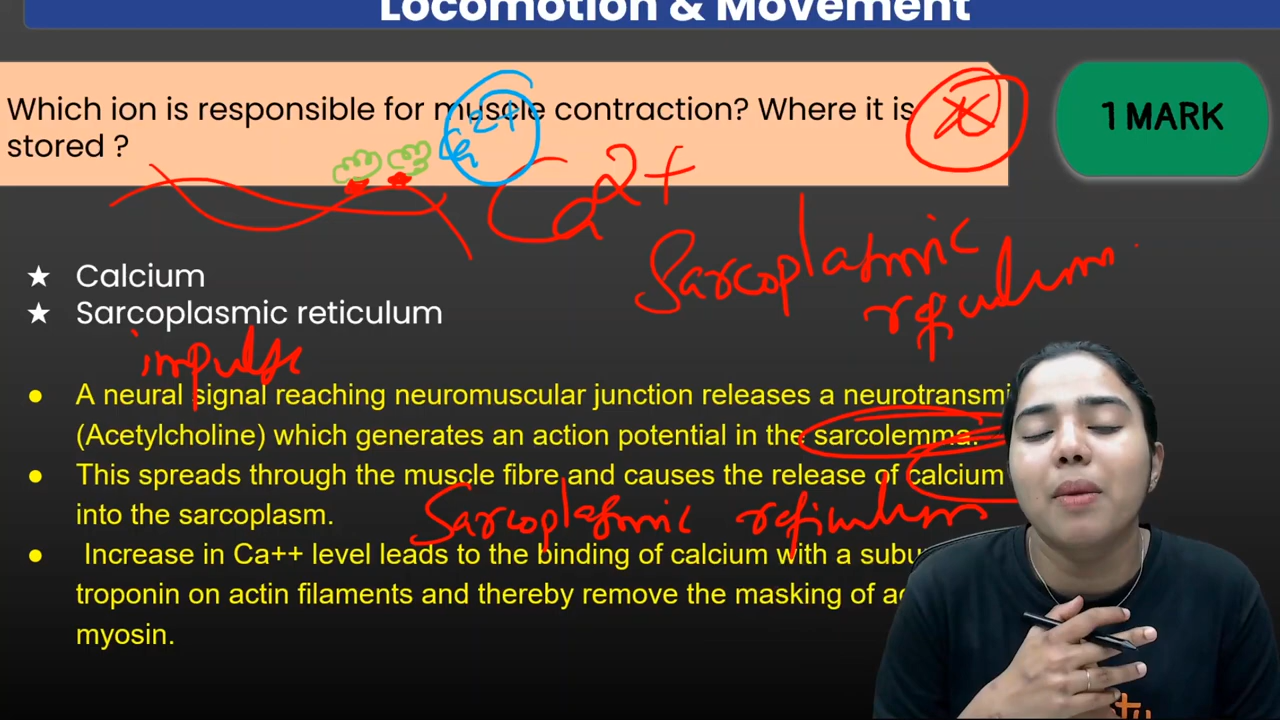 Locomotion & Movement
Which ion is responsible for muscle contraction? Where it is
stored ?
1 MARK
Ca2+
Ca2+
Sarcoplasmic
reticulum
★ Calcium
★ Sarcoplasmic reticulum
impulse
● A neural signal reaching neuromuscular junction releases a
(Acetylcholine) which generates an action potential in the sarcolemma.
● This spreads through the muscle fibre and causes the release of calcium
Sarcoplasmic reticulum
into the sarcoplasm.
● Increase in Ca++ level leads to the binding of calcium with a
troponin on actin filaments and thereby remove the masking of
myosin.